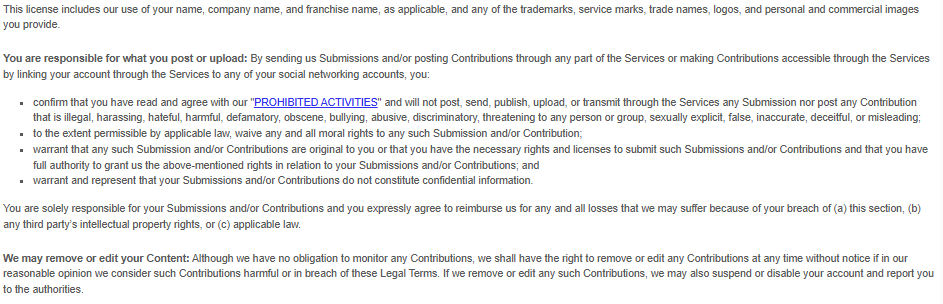 This license includes our use of your name, company name, and franchise name, as applicable, and any of the trademarks, service marks, trade names, logos, and personal and commercial images
you provide.
You are responsible for what you post or upload: By sending us Submissions and/or posting Contributions through any part of the Services or making Contributions accessible through the Services
by linking your account through the Services to any of your social networking accounts, you:
▪ confirm that you have read and agree with our "PROHIBITED ACTIVITIES" and will not post, send, publish, upload, or transmit through the Services any Submission nor post any Contribution
that is illegal, harassing, hateful, harmful, defamatory, obscene, bullying, abusive, discriminatory, threatening to any person or group, sexually explicit, false, inaccurate, deceitful, or misleading;
▪ to the extent permissible by applicable law, waive any and all moral rights to any such Submission and/or Contribution;
▪ warrant that any such Submission and/or Contributions are original to you or that you have the necessary rights and licenses to submit such Submissions and/or Contributions and that you have
full authority to grant us the above-mentioned rights in relation to your Submissions and/or Contributions; and
▪ warrant and represent that your Submissions and/or Contributions do not constitute confidential information.
You are solely responsible for your Submissions and/or Contributions and you expressly agree to reimburse us for any and all losses that we may suffer because of your breach of (a) this section, (b)
any third party's intellectual property rights, or (c) applicable law.
We may remove or edit your Content: Although we have no obligation to monitor any Contributions, we shall have the right to remove or edit any Contributions at any time without notice if in our
reasonable opinion we consider such Contributions harmful or in breach of these Legal Terms. If we remove or edit any such Contributions, we may also suspend or disable your account and report you
to the authorities.